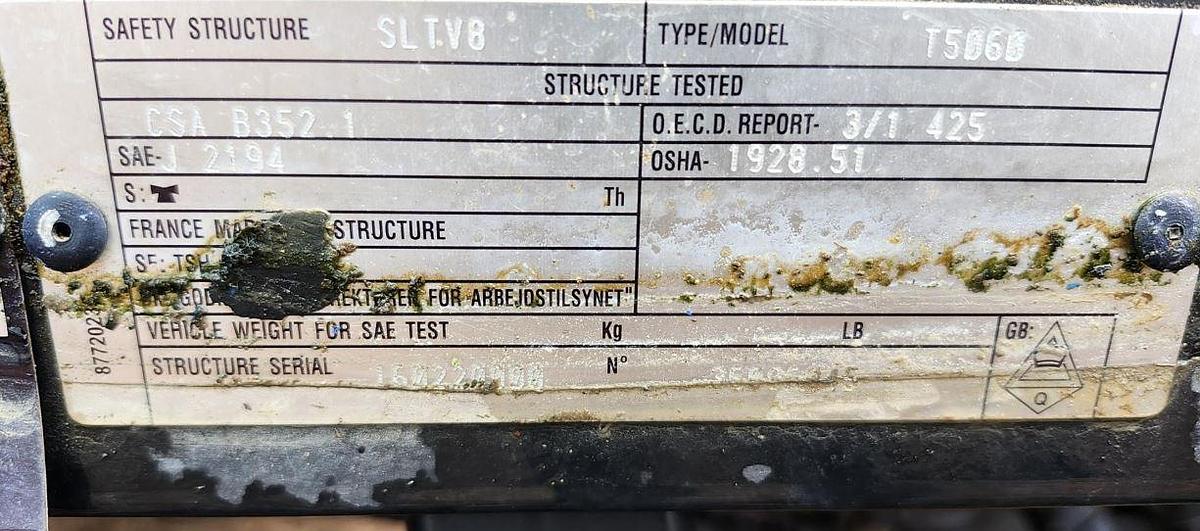 SAFETY STRUCTURE SLTV8 TYPE/MODEL T5060
STRUCTURE TESTED
CSA B352.1 O.E.C.D. REPORT- 3/1 425
SAE- J 2194 OSHA- 1928.51
S: Th
FRANCE STRUCTURE
SF: TSH
FOR ARBEJDSTILSYNET"
VEHICLE WEIGHT FOR SAE TEST Kg LB GB:
STRUCTURE SERIAL N°
Q